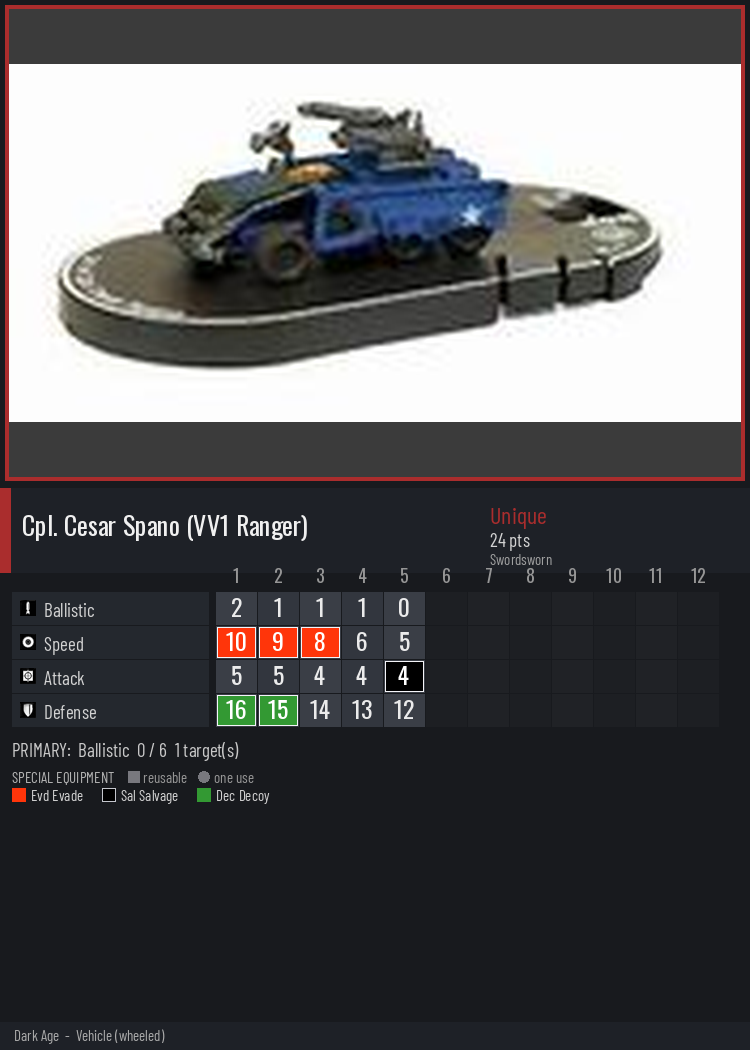 Cpl. Cesar Spano (VV1 Ranger)
Unique
24 pts
Swordsworn
1 2 3 4 5 6 7 8 9 10 11 12
Ballistic 2 1 1 1 0
Speed 10 9 8 6 5
Attack 5 5 4 4 4
Defense 16 15 14 13 12
PRIMARY: Ballistic 0 / 6 1 target(s)
SPECIAL EQUIPMENT reusable one use
Evd Evade Sal Salvage Dec Decoy
Dark Age - Vehicle (wheeled)